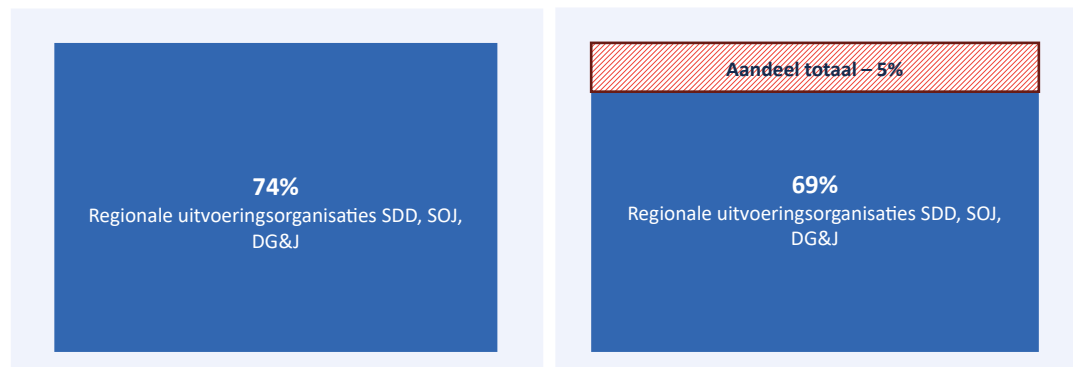 74%
Regionale uitvoeringsorganisaties SDD, SOJ,
DG&J
Aandeel totaal – 5%
69%
Regionale uitvoeringsorganisaties SDD, SOJ,
DG&J